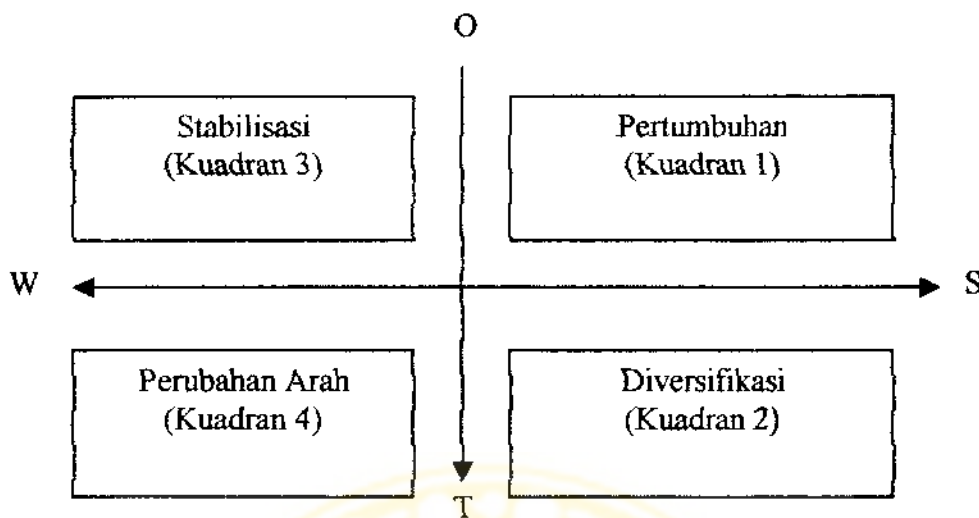 O
Stabilisasi
(Kuadran 3)
Pertumbuhan
(Kuadran 1)
W
S
Perubahan Arah
(Kuadran 4)
Diversifikasi
(Kuadran 2)
T